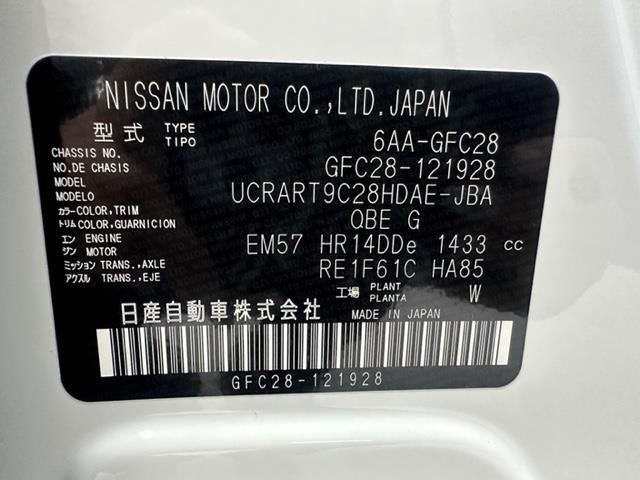 NISSAN MOTOR CO.,LTD.JAPAN
型式 TYPE TIPO 6AA-GFC28
CHASSIS NO. NO.DE CHASIS GFC28-121928
MODEL MODELO UCRART9C28HDAE-JBA
カラー COLOR,TRIM トリム COLOR,GUARNICION QBE G
エン ENGINE ジン MOTOR EM57 HR14DDe 1433 cc
ミッション TRANS.,AXLE アクスル TRANS.,EJE RE1F61C HA85
工場 PLANT PLANTA W
日産自動車株式会社 MADE IN JAPAN
GFC28-121928